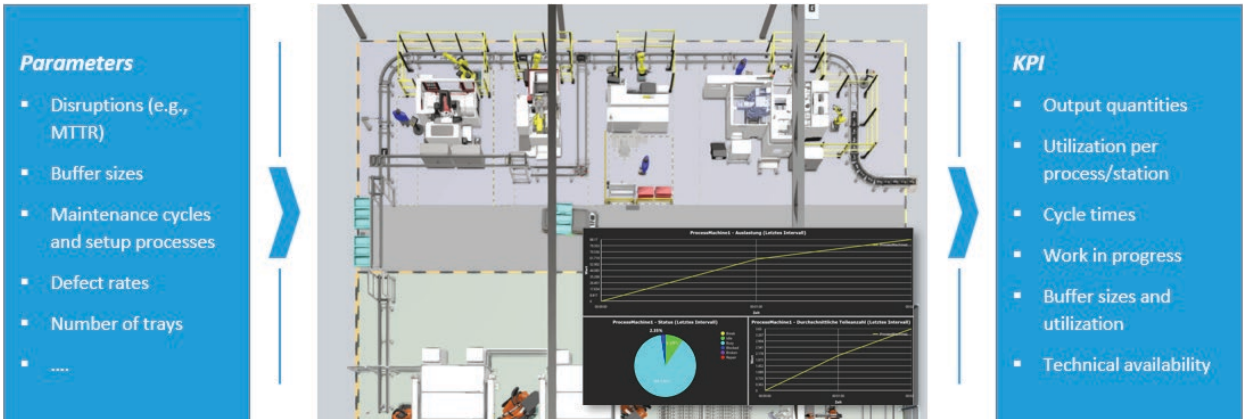 Parameters
▪ Disruptions (e.g.,
MTTR)
▪ Buffer sizes
▪ Maintenance cycles
and setup processes
▪ Defect rates
▪ Number of trays
▪ ....
ProcessMachine1 - Auslastung (Letztes Intervall)
ProcessMachine1 - Status (Letztes Intervall)
2.25%
ProcessMachine1 - Durchschnittliche Teileanzahl (Letztes Intervall)
KPI
▪ Output quantities
▪ Utilization per
process/station
▪ Cycle times
▪ Work in progress
▪ Buffer sizes and
utilization
▪ Technical availability